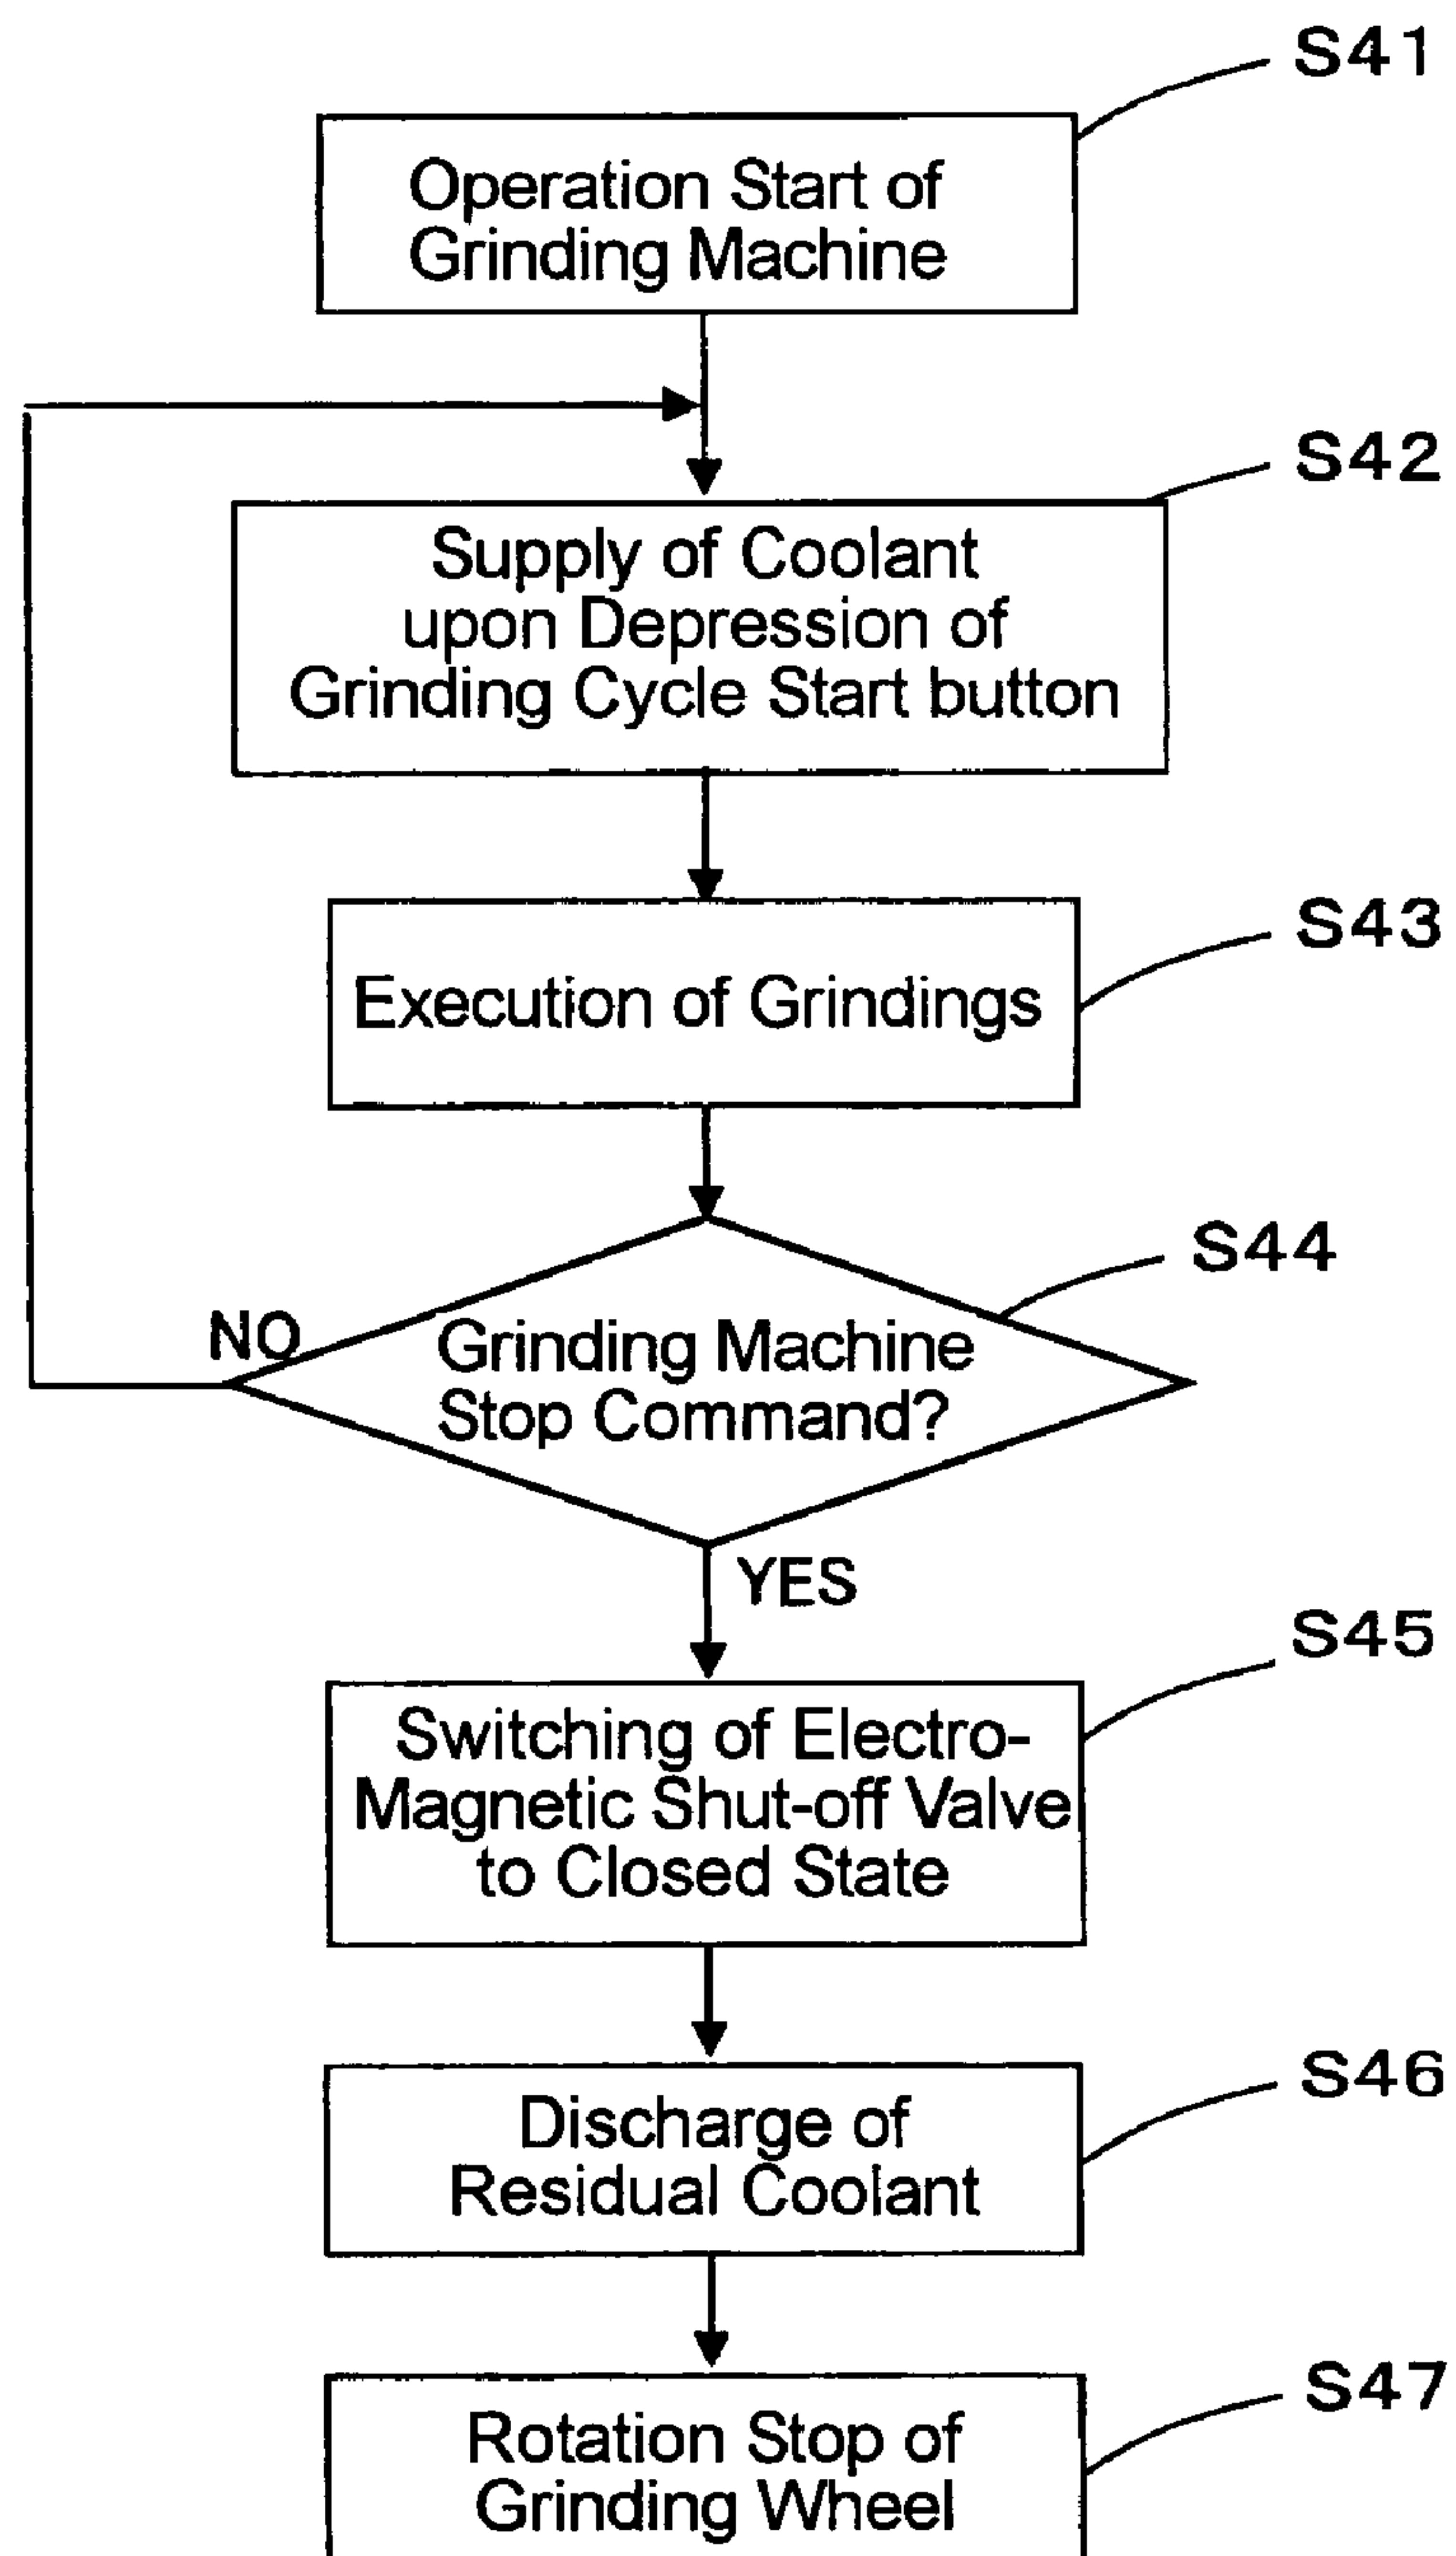 S41
Operation Start of
Grinding Machine
S42
Supply of Coolant
upon Depression of
Grinding Cycle Start button
S43
Execution of Grindings
S44
NO
Grinding Machine
Stop Command?
YES
S45
Switching of Electro-
Magnetic Shut-off Valve
to Closed State
S46
Discharge of
Residual Coolant
S47
Rotation Stop of
Grinding Wheel